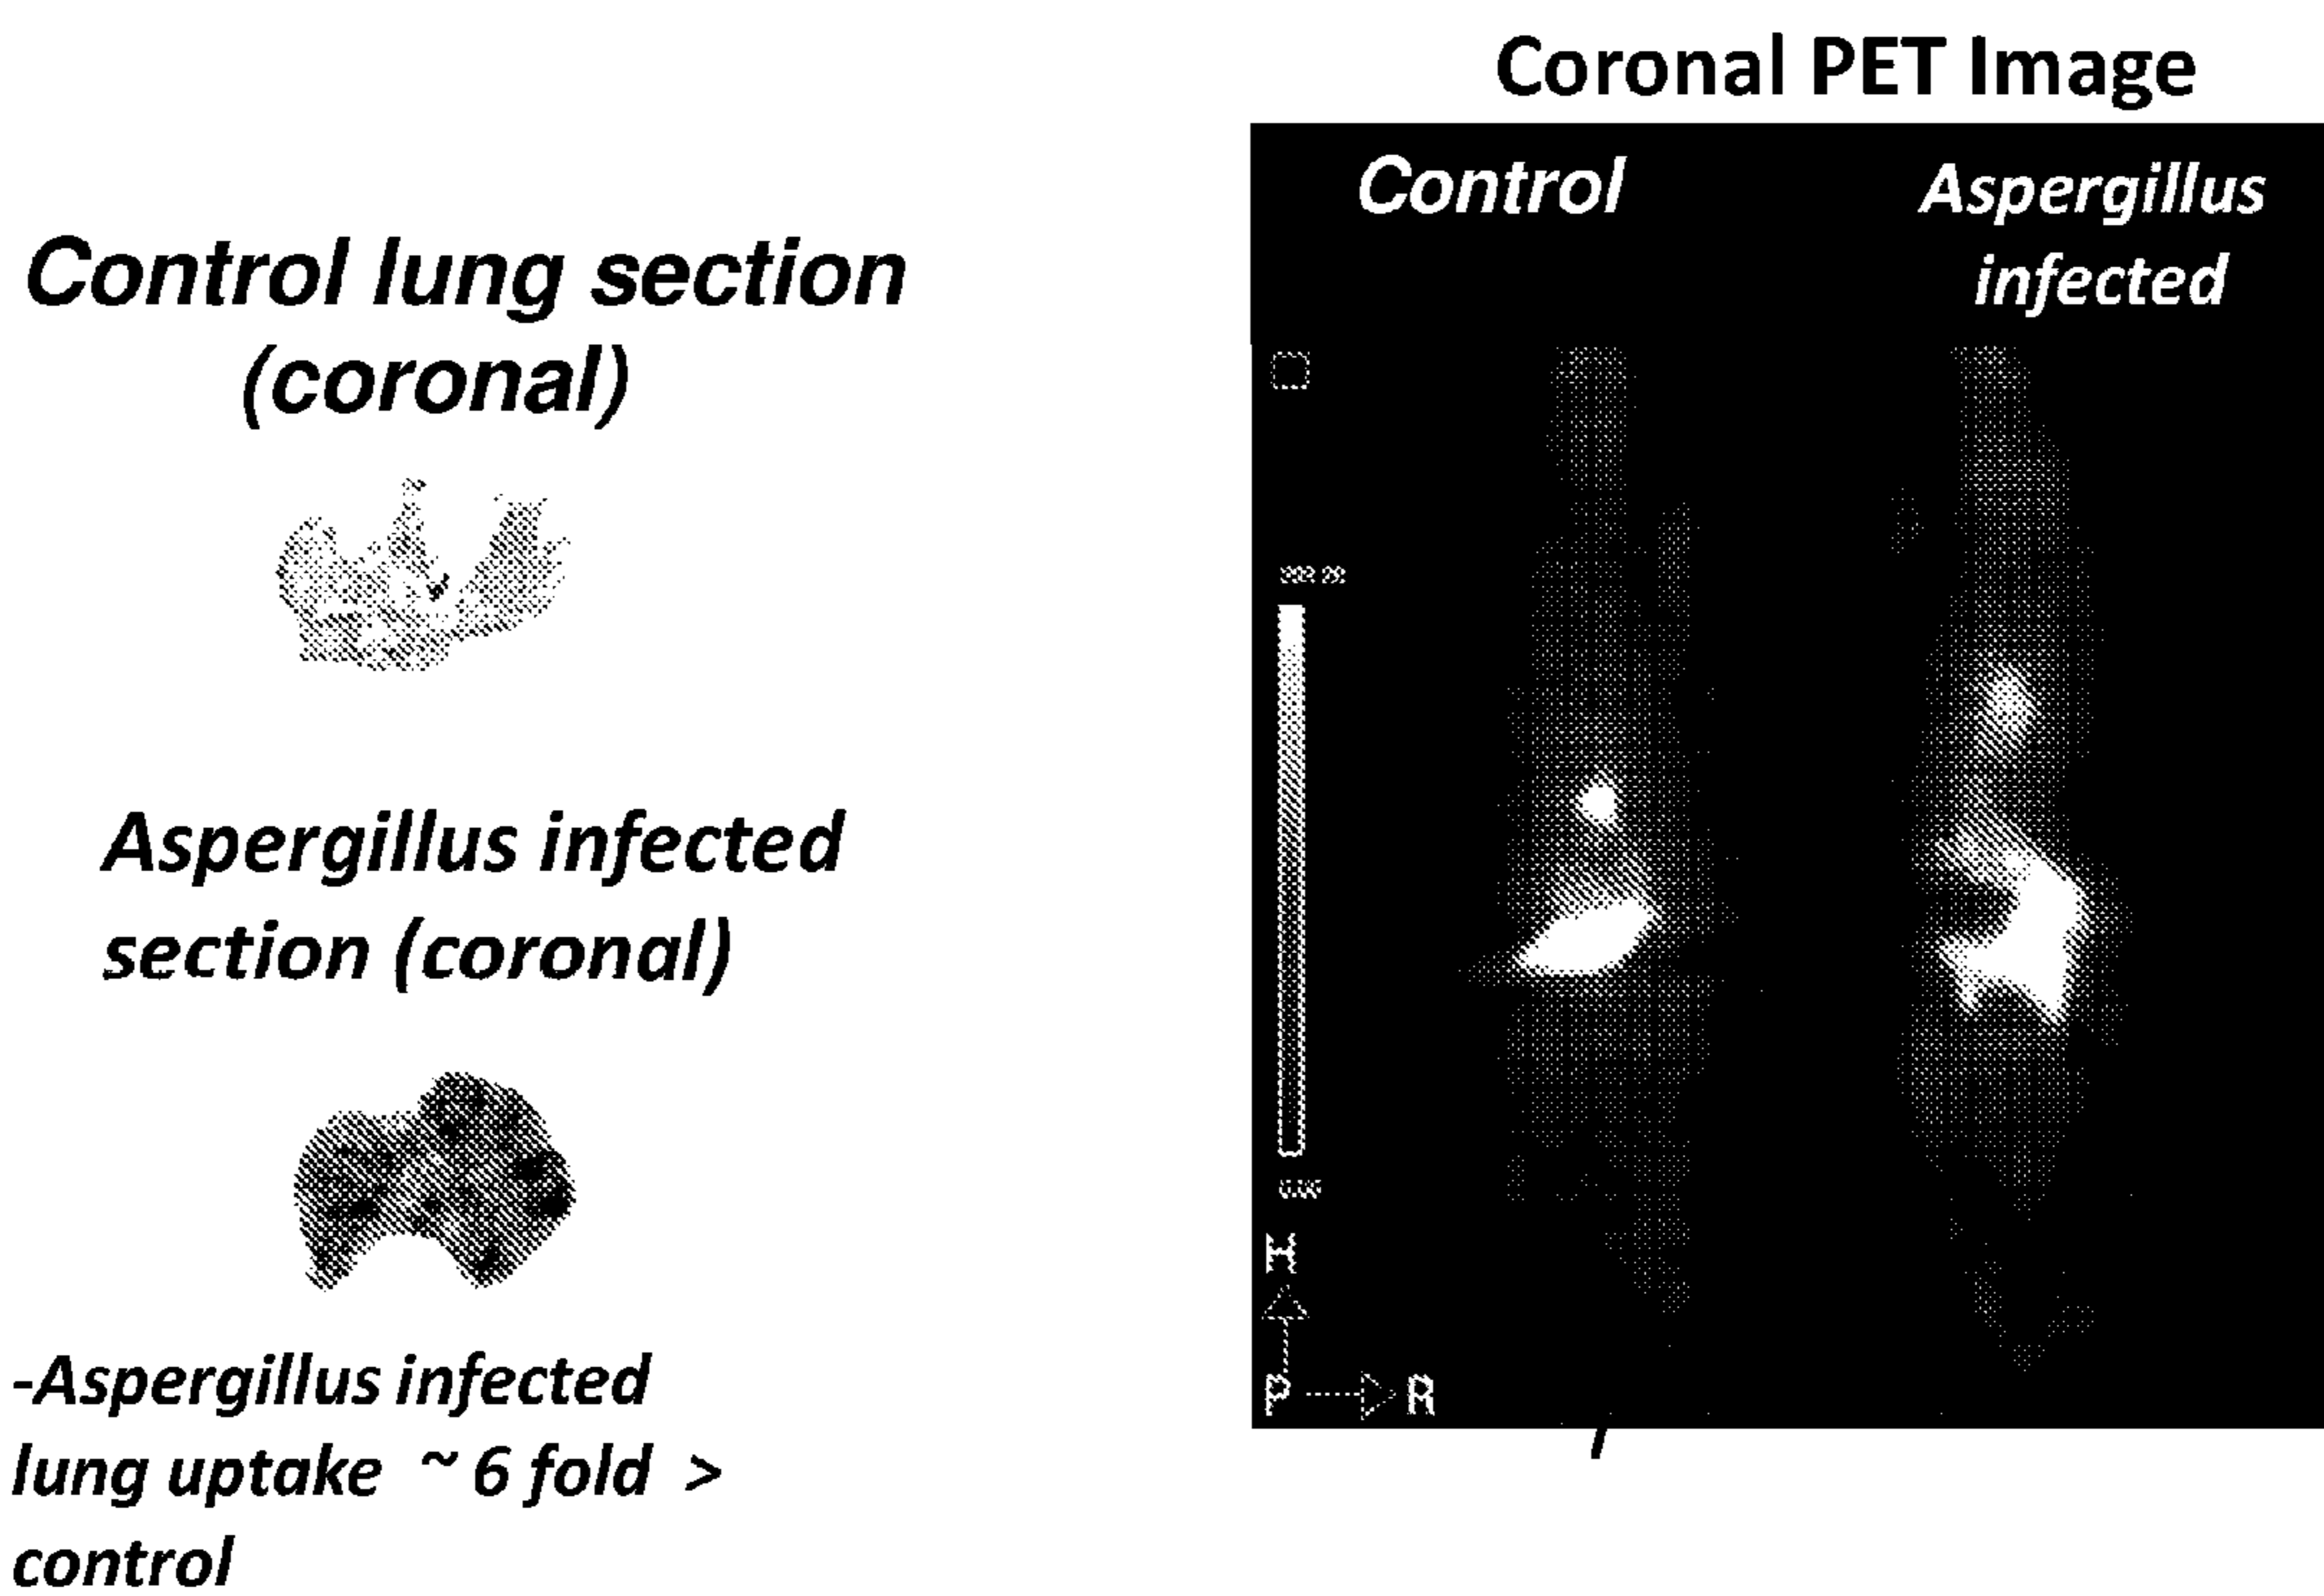 Coronal PET Image
Control
Aspergillus
infected
Control lung section
(coronal)
Aspergillus infected
section (coronal)
-Aspergillus infected
lung uptake ~ 6 fold >
control
H
P
R